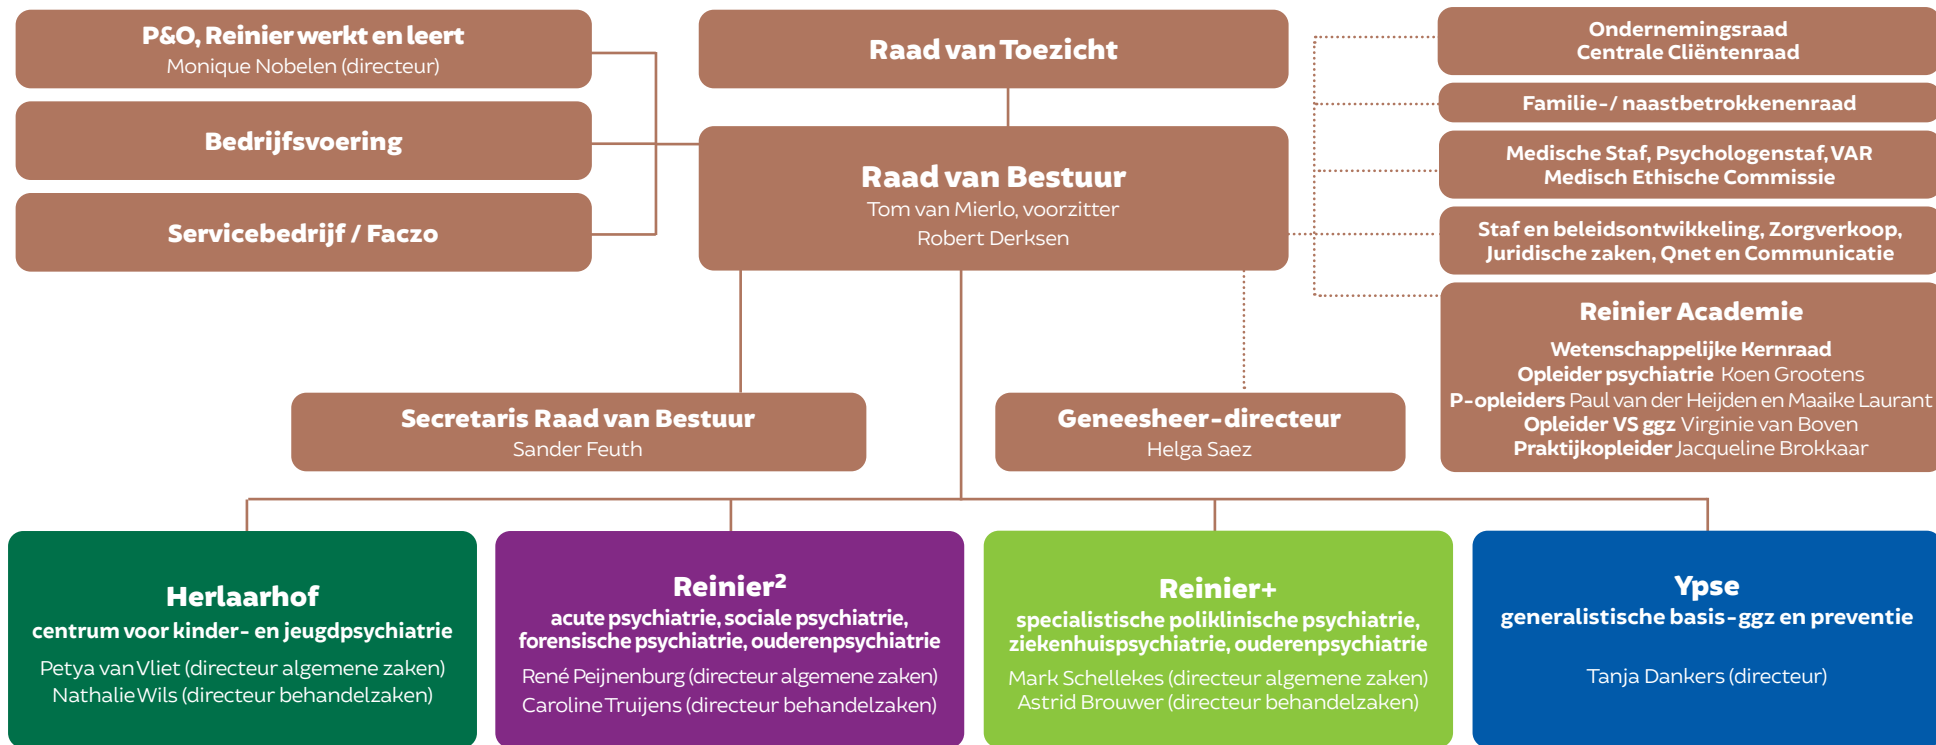 P&O, Reinier werkt en leert
Monique Nobelen (directeur)
Bedrijfsvoering
Servicebedrijf / Faczo
Raad van Toezicht
Raad van Bestuur
Tom van Mierlo, voorzitter
Robert Derksen
Ondernemingsraad
Centrale Cliëntenraad
Familie-/ naastbetrokkenenraad
Medische Staf, Psychologenstaf, VAR
Medisch Ethische Commissie
Staf en beleidsontwikkeling, Zorgverkoop,
Juridische zaken, Qnet en Communicatie
Reinier Academie
Wetenschappelijke Kernraad
Opleider psychiatrie Koen Grootens
P-opleiders Paul van der Heijden en Maaike Laurant
Opleider VS ggz Virginie van Boven
Praktijkopleider Jacqueline Brokkaar
Secretaris Raad van Bestuur
Sander Feuth
Geneesheer-directeur
Helga Saez
Herlaarhof
centrum voor kinder- en jeugdpsychiatrie
Petya van Vliet (directeur algemene zaken)
Nathalie Wils (directeur behandelzaken)
Reinier²
acute psychiatrie, sociale psychiatrie,
forensische psychiatrie, ouderenpsychiatrie
René Peijnenburg (directeur algemene zaken)
Caroline Truijens (directeur behandelzaken)
Reinier+
specialistische poliklinische psychiatrie,
ziekenhuispsychiatrie, ouderenpsychiatrie
Mark Schellekes (directeur algemene zaken)
Astrid Brouwer (directeur behandelzaken)
Ypse
generalistische basis-ggz en preventie
Tanja Dankers (directeur)